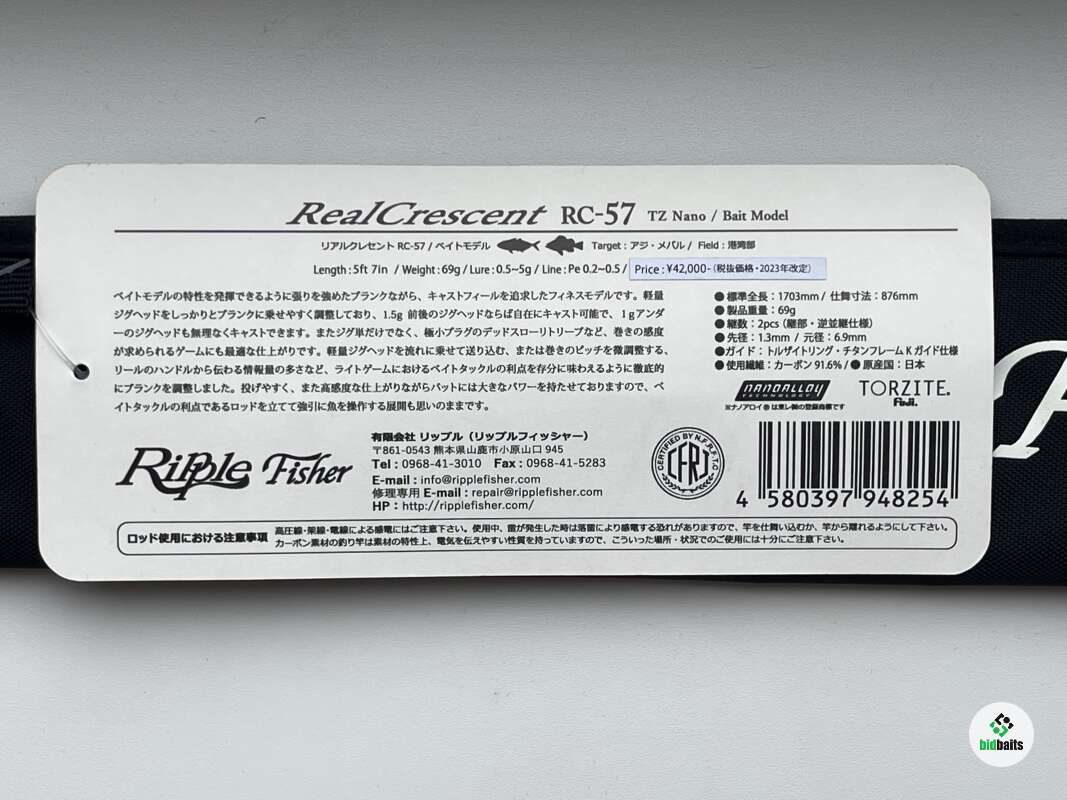 RealCrescent RC-57 TZ Nano / Bait Model
リアルクレセント RC-57 / ベイトモデル Target : アジ・メバル / Field : 港湾部
Length : 5ft 7in / Weight : 69g / Lure : 0.5~5g / Line : Pe 0.2~0.5 / Price : ¥42,000- (税抜価格・2023年改定)
ベイトモデルの特性を発揮できるように張りを強めたブランクながら、キャストフィールを追求したフィネスモデルです。軽量
ジグヘッドをしっかりとブランクに乗せやすく調整しており、1.5g 前後のジグヘッドならば自在にキャスト可能で、1gアンダ
ーのジグヘッドも無理なくキャストできます。またジグ単だけでなく、極小プラグのデッドスローリトリーブなど、巻きの感度
が求められるゲームにも最適な仕上がりです。軽量ジグヘッドを流れに乗せて送り込む、または巻きのピッチを微調整する、
リールのハンドルから伝わる情報量の多さなど、ライトゲームにおけるベイトタックルの利点を存分に味わえるように徹底的
にブランクを調整しました。投げやすく、また高感度な仕上がりながらバットには大きなパワーを持たせておりますので、ベ
イトタックルの利点であるロッドを立てて強引に魚を操作する展開も思いのままです。
●標準全長：1703mm / 仕舞寸法：876mm
●製品重量：69g
●継数：2pcs (継部・逆並継仕様)
●先径：1.3mm / 元径：6.9mm
●ガイド：トルザイトリング・チタンフレーム K ガイド仕様
●使用繊維：カーボン 91.6% / ●原産国：日本
NANOALLOY TECHNOLOGY
※ナノアロイ®は東レ㈱の登録商標です
TORZITE.
Fuji.
Ripple Fisher
有限会社 リップル（リップルフィッシャー）
〒861-0543 熊本県山鹿市小原山口 945
Tel : 0968-41-3010 Fax : 0968-41-5283
E-mail : info@ripplefisher.com
修理専用 E-mail : repair@ripplefisher.com
HP : http://ripplefisher.com/
CERTIFIED BY N.F.R.F.T.O
CFRT
4 580397 948254
ロッド使用における注意事項
高圧線・架線・電線による感電にはご注意下さい。使用中、雷が発生した時は落雷により感電する恐れがありますので、竿を仕舞い込むか、竿から離れるようにして下さい。
カーボン素材の釣り竿は素材の特性上、電気を伝えやすい性質を持っていますので、こういった場所・状況でのご使用には十分にご注意下さい。
bidbaits